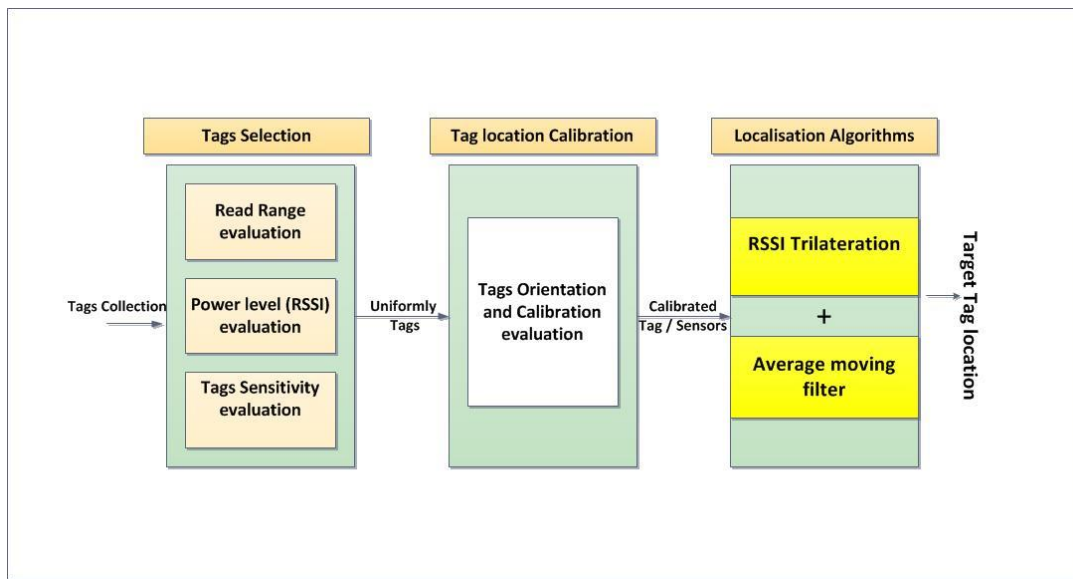 Tags Selection
Tag location Calibration
Localisation Algorithms
Tags Collection
Read Range
evaluation
Power level (RSSI)
evaluation
Tags Sensitivity
evaluation
Uniformly
Tags
Tags Orientation
and Calibration
evaluation
Calibrated
Tag / Sensors
RSSI Trilateration
+
Average moving
filter
Target Tag location